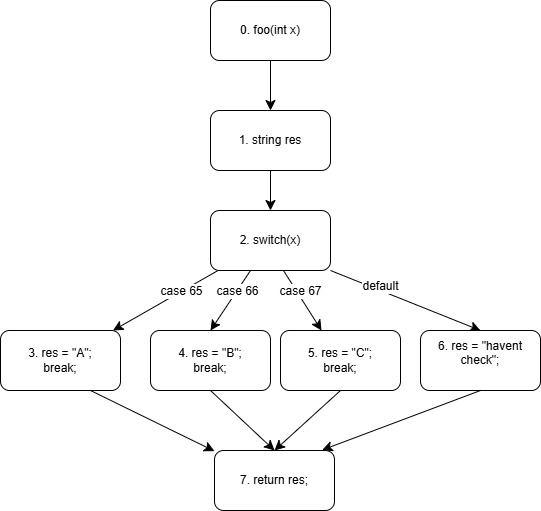 0. foo(int x)
1. string res
2. switch(x)
case 65
case 66
case 67
default
3. res = "A";
break;
4. res = "B";
break;
5. res = "C";
break;
6. res = "havent
check";
7. return res;